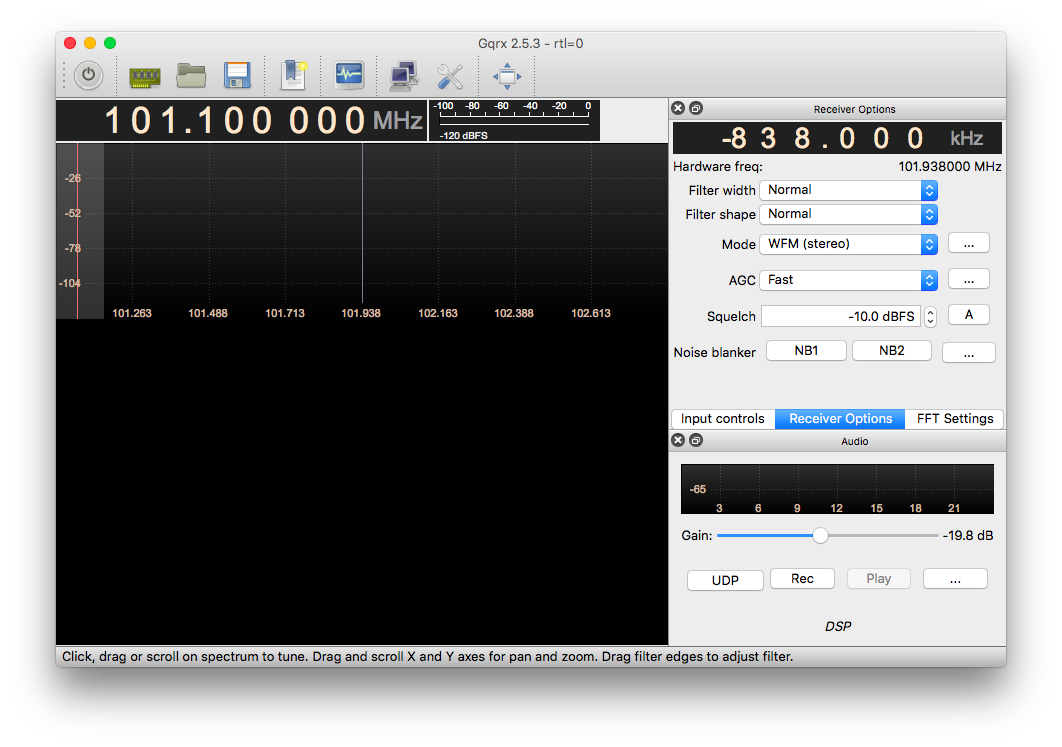 Gqrx 2.5.3 - rtl=0
101.100 000 MHz
-100 -80 -60 -40 -20 0
-120 dBFS
-26
-52
-78
-104
101.263 101.488 101.713 101.938 102.163 102.388 102.613
Receiver Options
-838.000 kHz
Hardware freq: 101.938000 MHz
Filter width Normal
Filter shape Normal
Mode WFM (stereo) ...
AGC Fast ...
Squelch -10.0 dBFS A
Noise blanker NB1 NB2 ...
Input controls Receiver Options FFT Settings
Audio
-65
3 6 9 12 15 18 21
Gain: -19.8 dB
UDP Rec Play ...
DSP
Click, drag or scroll on spectrum to tune. Drag and scroll X and Y axes for pan and zoom. Drag filter edges to adjust filter.